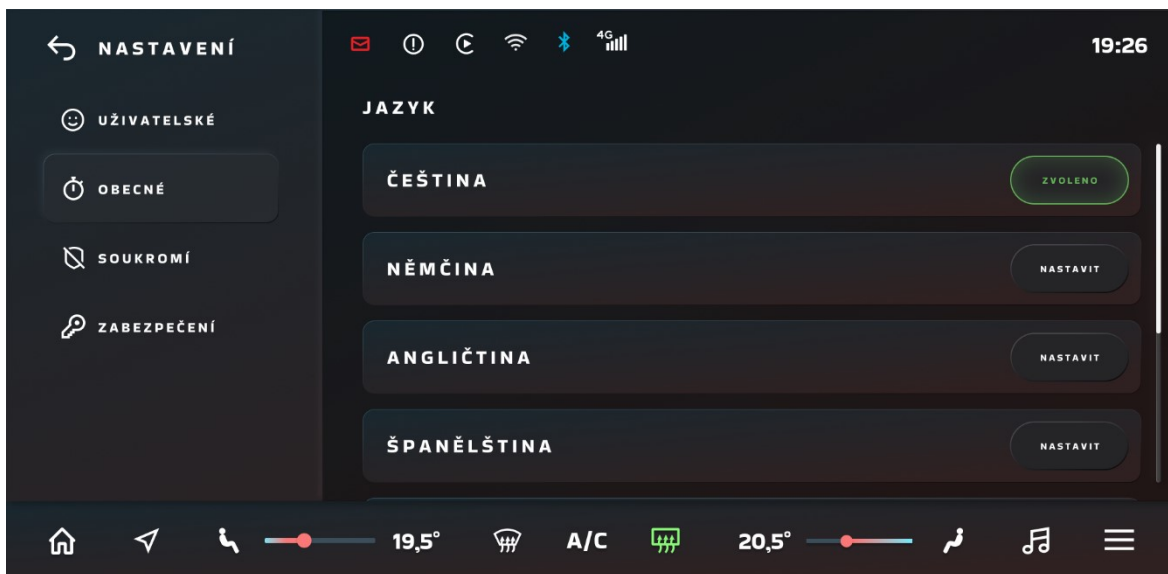 NASTAVENÍ
4G
19:26
UŽIVATELSKÉ
OBECNÉ
SOUKROMÍ
ZABEZPEČENÍ
JAZYK
ČEŠTINA
ZVOLENO
NĚMČINA
NASTAVIT
ANGLIČTINA
NASTAVIT
ŠPANĚLŠTINA
NASTAVIT
19,5°
A/C
20,5°